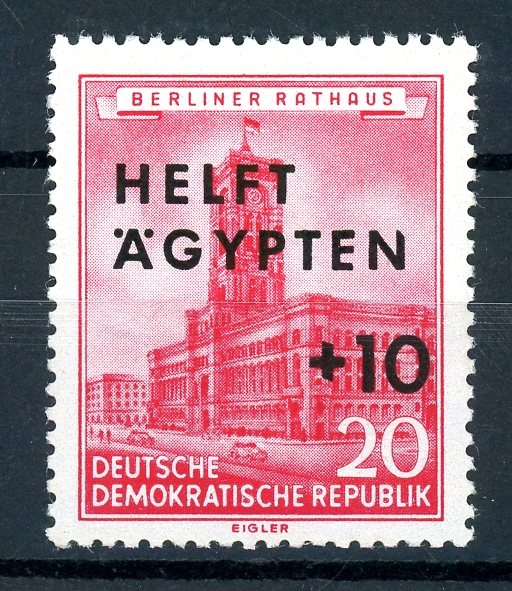 BERLINER RATHAUS
HELFT
ÄGYPTEN
+10
20
DEUTSCHE
DEMOKRATISCHE REPUBLIK
EIGLER